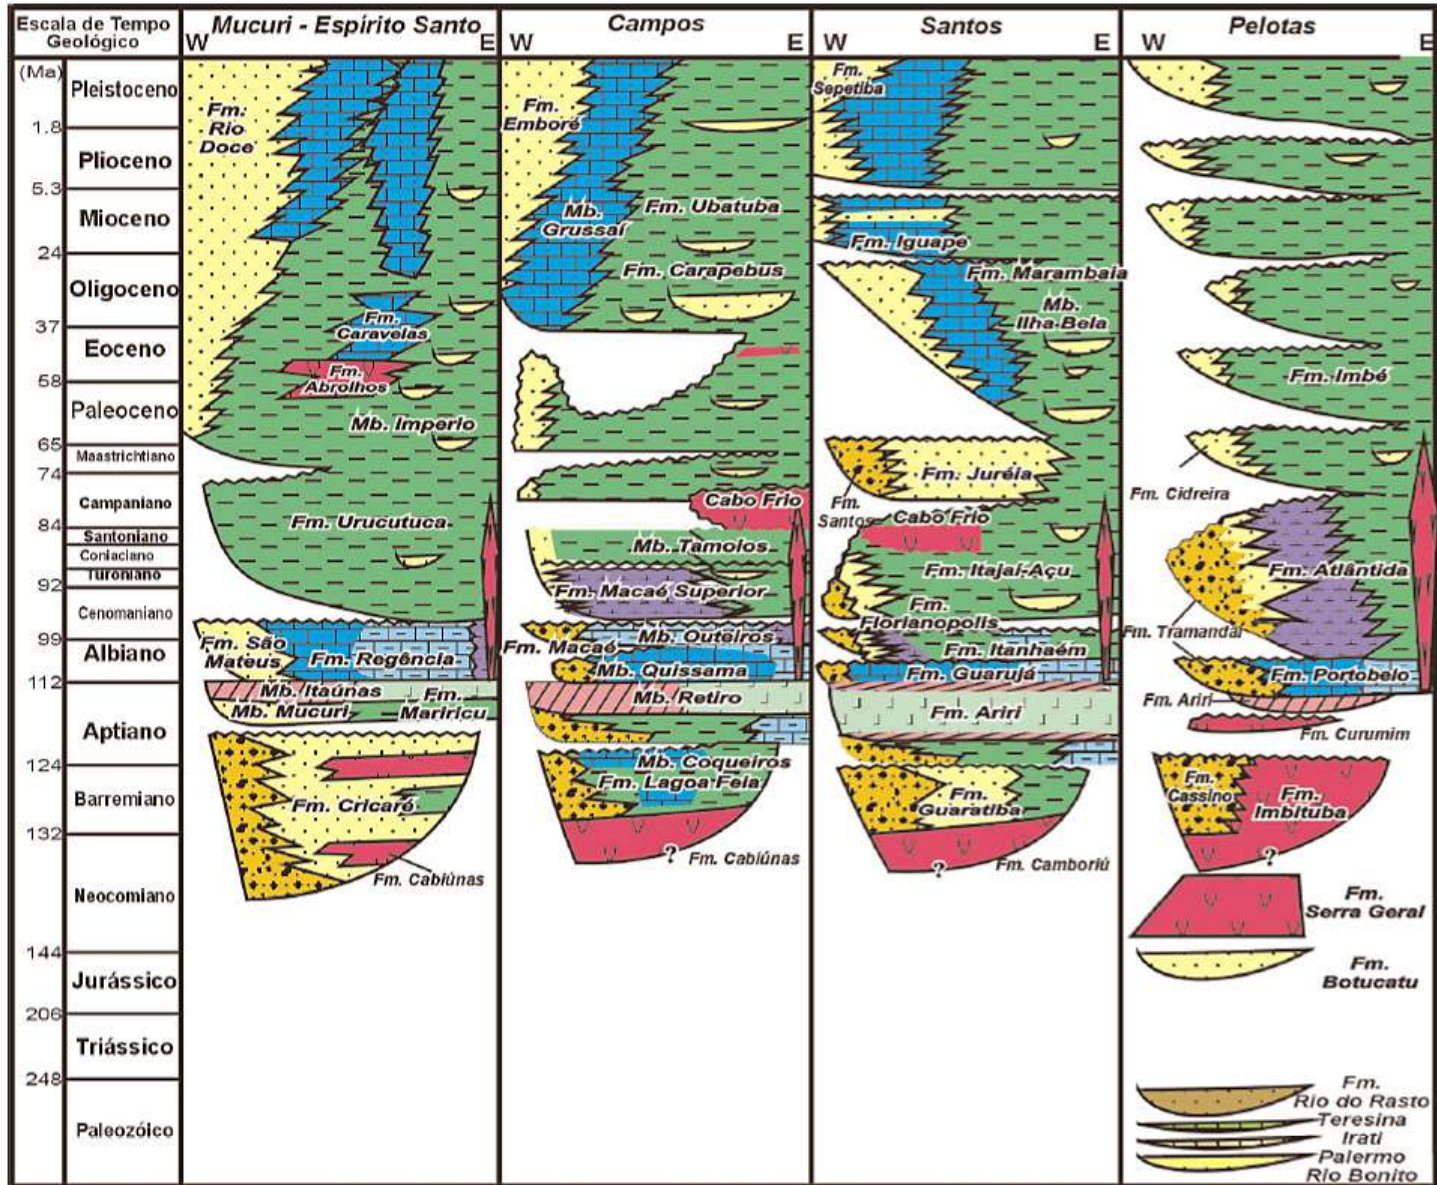 Escala de Tempo
Geológico
Mucuri - Espírito Santo
W
E
Campos
W
E
Santos
W
E
Pelotas
W
E
(Ma)
Pleistoceno
1.8
Plioceno
5.3
Mioceno
24
Oligoceno
37
Eoceno
58
Paleoceno
65
Maastrichtiano
74
Campaniano
84
Santoniano
Coniaciano
Turoniano
92
Cenomaniano
99
Albiano
112
Aptiano
124
Barremiano
132
Neocomiano
144
Jurássico
206
Triássico
248
Paleozóico
Fm.
Rio
Doce
Fm.
Caravelas
Fm.
Abrolhos
Mb. Imperio
Fm. Urucutuca
Fm. São
Mateus
Fm. Regência
Mb. Itaúnas
Fm.
Mariricu
Mb. Mucuri
Fm. Cricaré
Fm. Cabiúnas
Fm.
Emboré
Mb.
Grussaí
Fm. Ubatuba
Fm. Carapebus
Cabo Frio
Mb. Tamoios
Fm. Macaé Superior
Mb. Outeiros
Fm. Macaé
Mb. Quissama
Mb. Retiro
Mb. Coqueiros
Fm. Lagoa Feia
?
Fm. Cabiúnas
Fm.
Sepetiba
Fm. Iguape
Fm. Marambaia
Mb.
Ilha-Bela
Fm. Juréia
Fm.
Santos
Cabo Frio
Fm. Itajaí-Açu
Fm.
Florianopolis
Fm. Itanhaém
Fm. Guarujá
Fm. Ariri
Fm.
Guaratiba
?
Fm. Camboriú
Fm. Imbé
Fm. Cidreira
Fm. Atlântida
Fm. Tramandaí
Fm. Portobelo
Fm. Ariri
Fm. Curumim
Fm.
Cassino
Fm.
Imbituba
?
Fm.
Serra Geral
Fm.
Botucatu
Fm.
Rio do Rasto
Teresina
Irati
Palermo
Rio Bonito